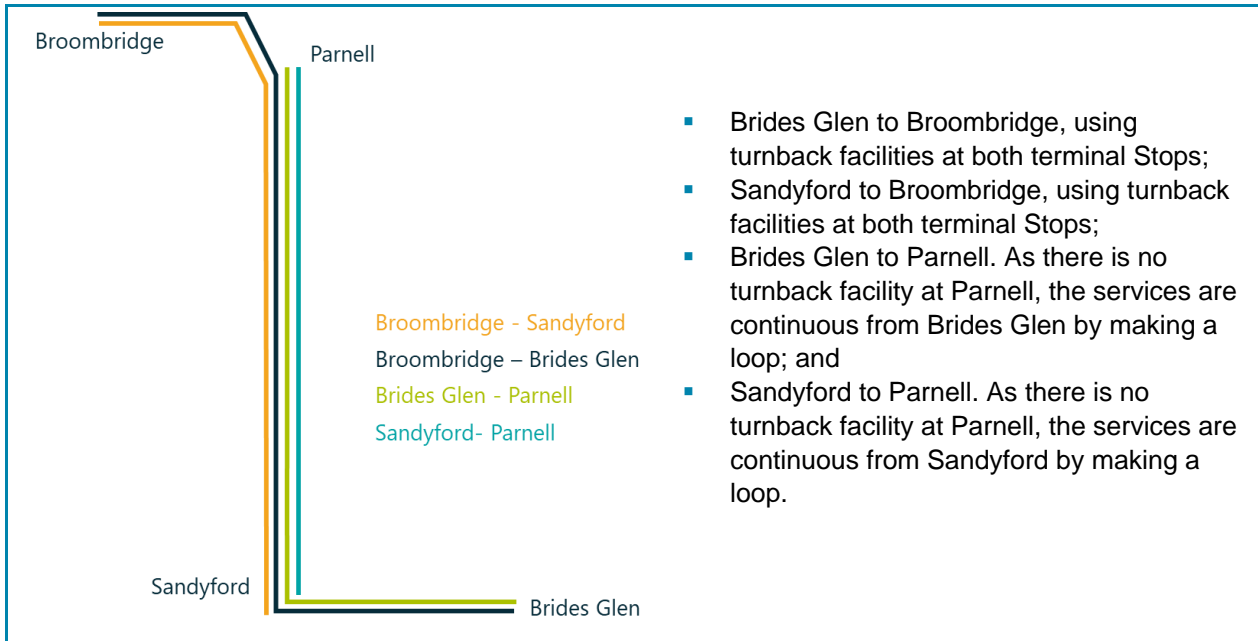 Broombridge
Parnell
Broombridge - Sandyford
Broombridge – Brides Glen
Brides Glen - Parnell
Sandyford- Parnell
Sandyford
Brides Glen
▪ Brides Glen to Broombridge, using
turnback facilities at both terminal Stops;
▪ Sandyford to Broombridge, using turnback
facilities at both terminal Stops;
▪ Brides Glen to Parnell. As there is no
turnback facility at Parnell, the services are
continuous from Brides Glen by making a
loop; and
▪ Sandyford to Parnell. As there is no
turnback facility at Parnell, the services are
continuous from Sandyford by making a
loop.